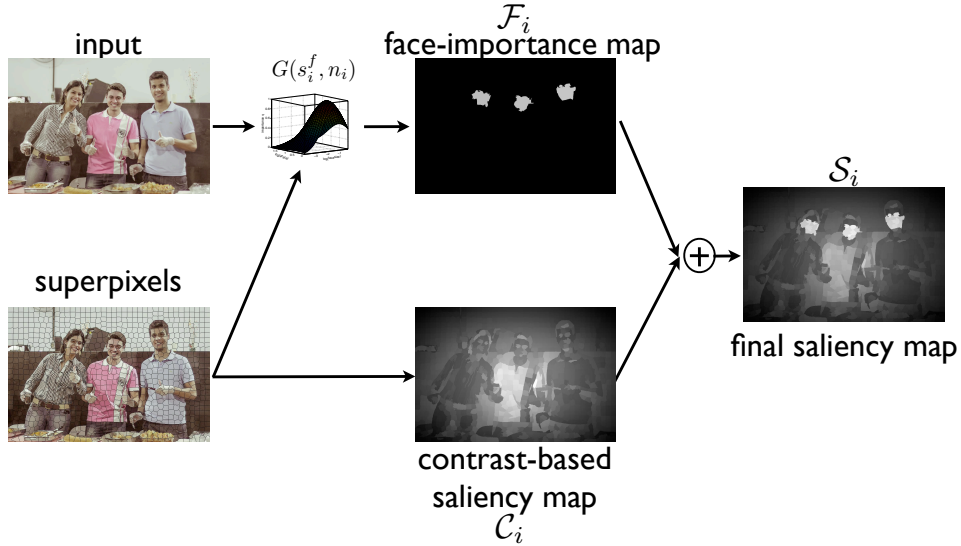 input
G(s_i^f, n_i)
F_i
face-importance map
S_i
final saliency map
superpixels
contrast-based
saliency map
C_i